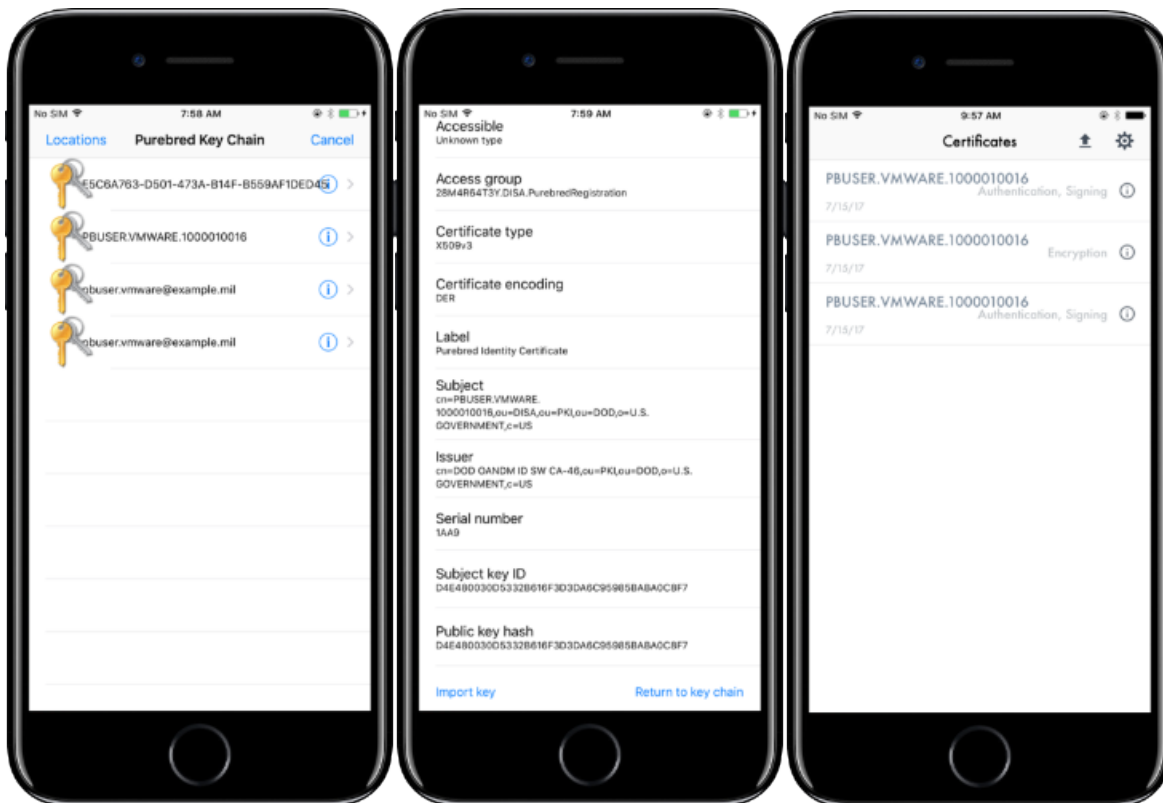 No SIM 7:58 AM
Locations Purebred Key Chain Cancel
E5C6A763-D501-473A-B14F-B559AF1DED45
PBUSER.VMWARE.1000010016
pbuser.vmware@example.mil
pbuser.vmware@example.mil
No SIM 7:59 AM
Accessible
Unknown type
Access group
28M4R64T3Y.DISA.PurebredRegistration
Certificate type
X509v3
Certificate encoding
DER
Label
Purebred Identity Certificate
Subject
cn=PBUSER.VMWARE.
1000010016,ou=DISA,ou=PKI,ou=DOD,o=U.S.
GOVERNMENT,c=US
Issuer
cn=DOD OANDM ID SW CA-46,ou=PKI,ou=DOD,o=U.S.
GOVERNMENT,c=US
Serial number
1AA9
Subject key ID
D4E480030D5332B616F3D3DA6C95985BABA0C8F7
Public key hash
D4E480030D5332B616F3D3DA6C95985BABA0C8F7
Import key Return to key chain
No SIM 9:57 AM
Certificates
PBUSER.VMWARE.1000010016
Authentication, Signing
7/15/17
PBUSER.VMWARE.1000010016
Encryption
7/15/17
PBUSER.VMWARE.1000010016
Authentication, Signing
7/15/17